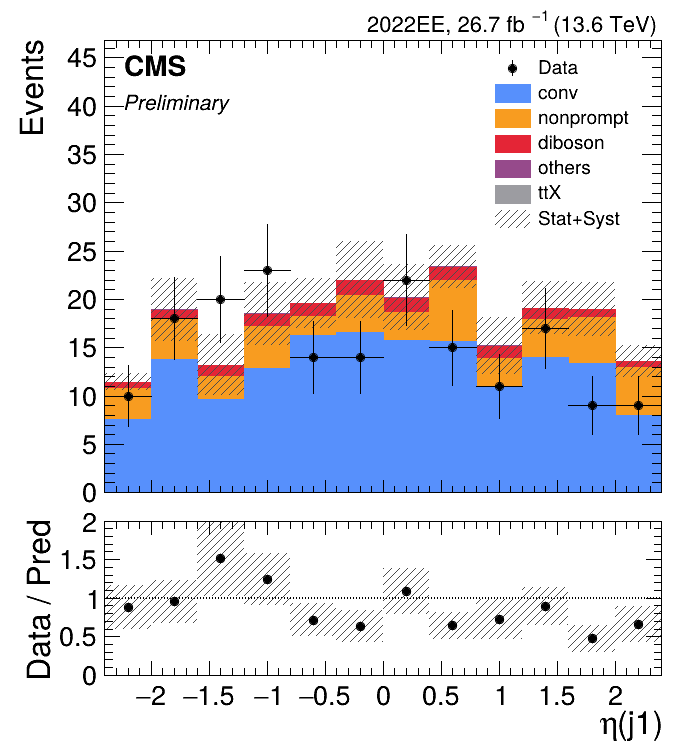 2022EE, 26.7 fb ⁻¹ (13.6 TeV)
Events
CMS
Preliminary
Data
conv
nonprompt
diboson
others
ttX
Stat+Syst
45
40
35
30
25
20
15
10
5
0
Data / Pred
2
1.5
1
0.5
0
−2 −1.5 −1 −0.5 0 0.5 1 1.5 2
η(j1)